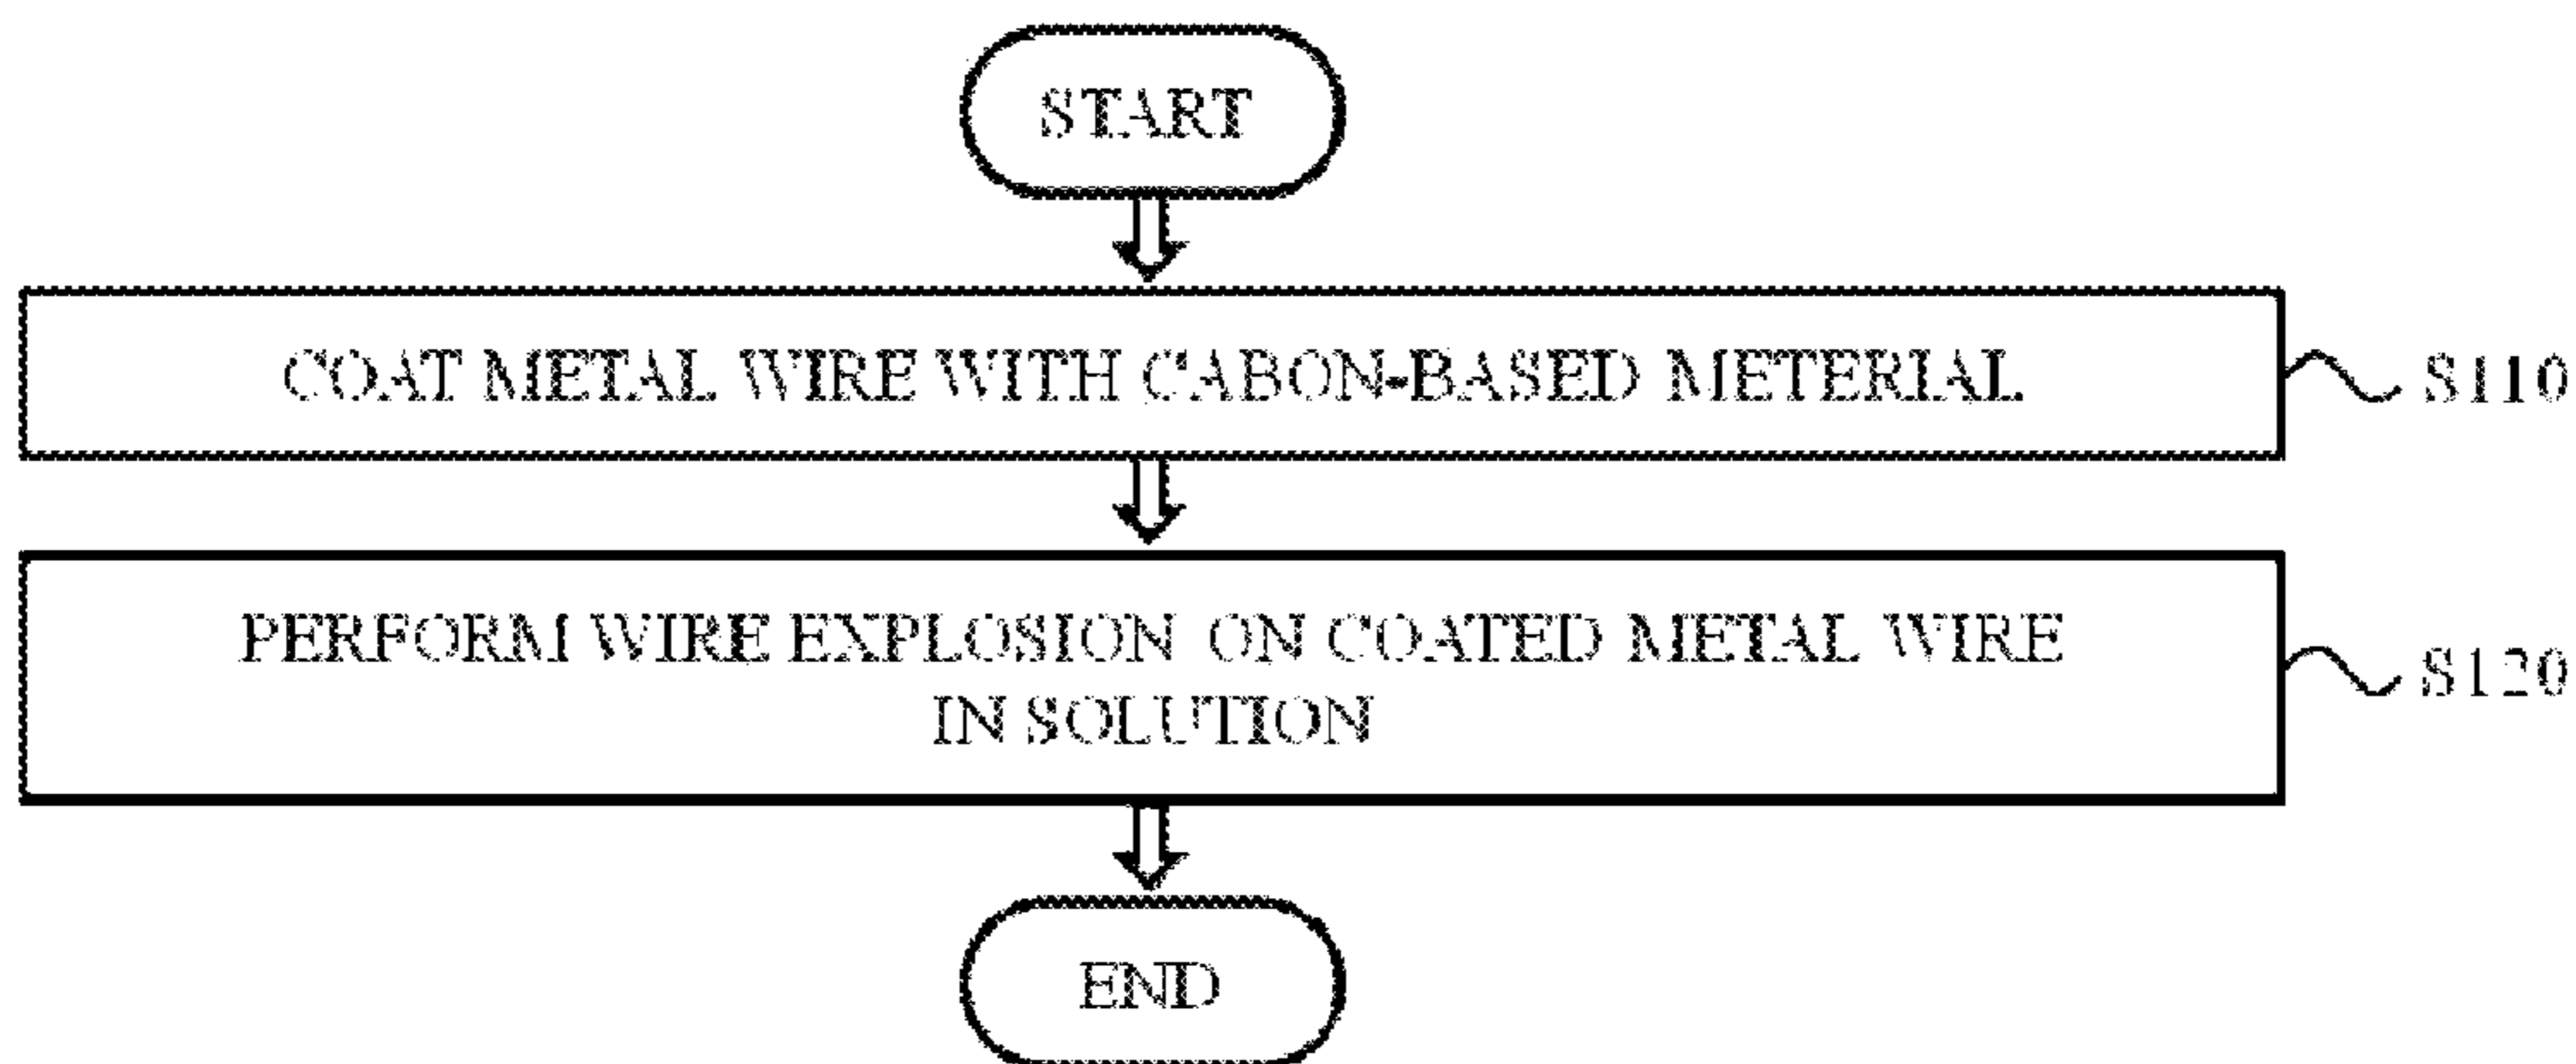 START
COAT METAL WIRE WITH CABON-BASED METERIAL
S110
PERFORM WIRE EXPLOSION ON COATED METAL WIRE
IN SOLUTION
S120
END